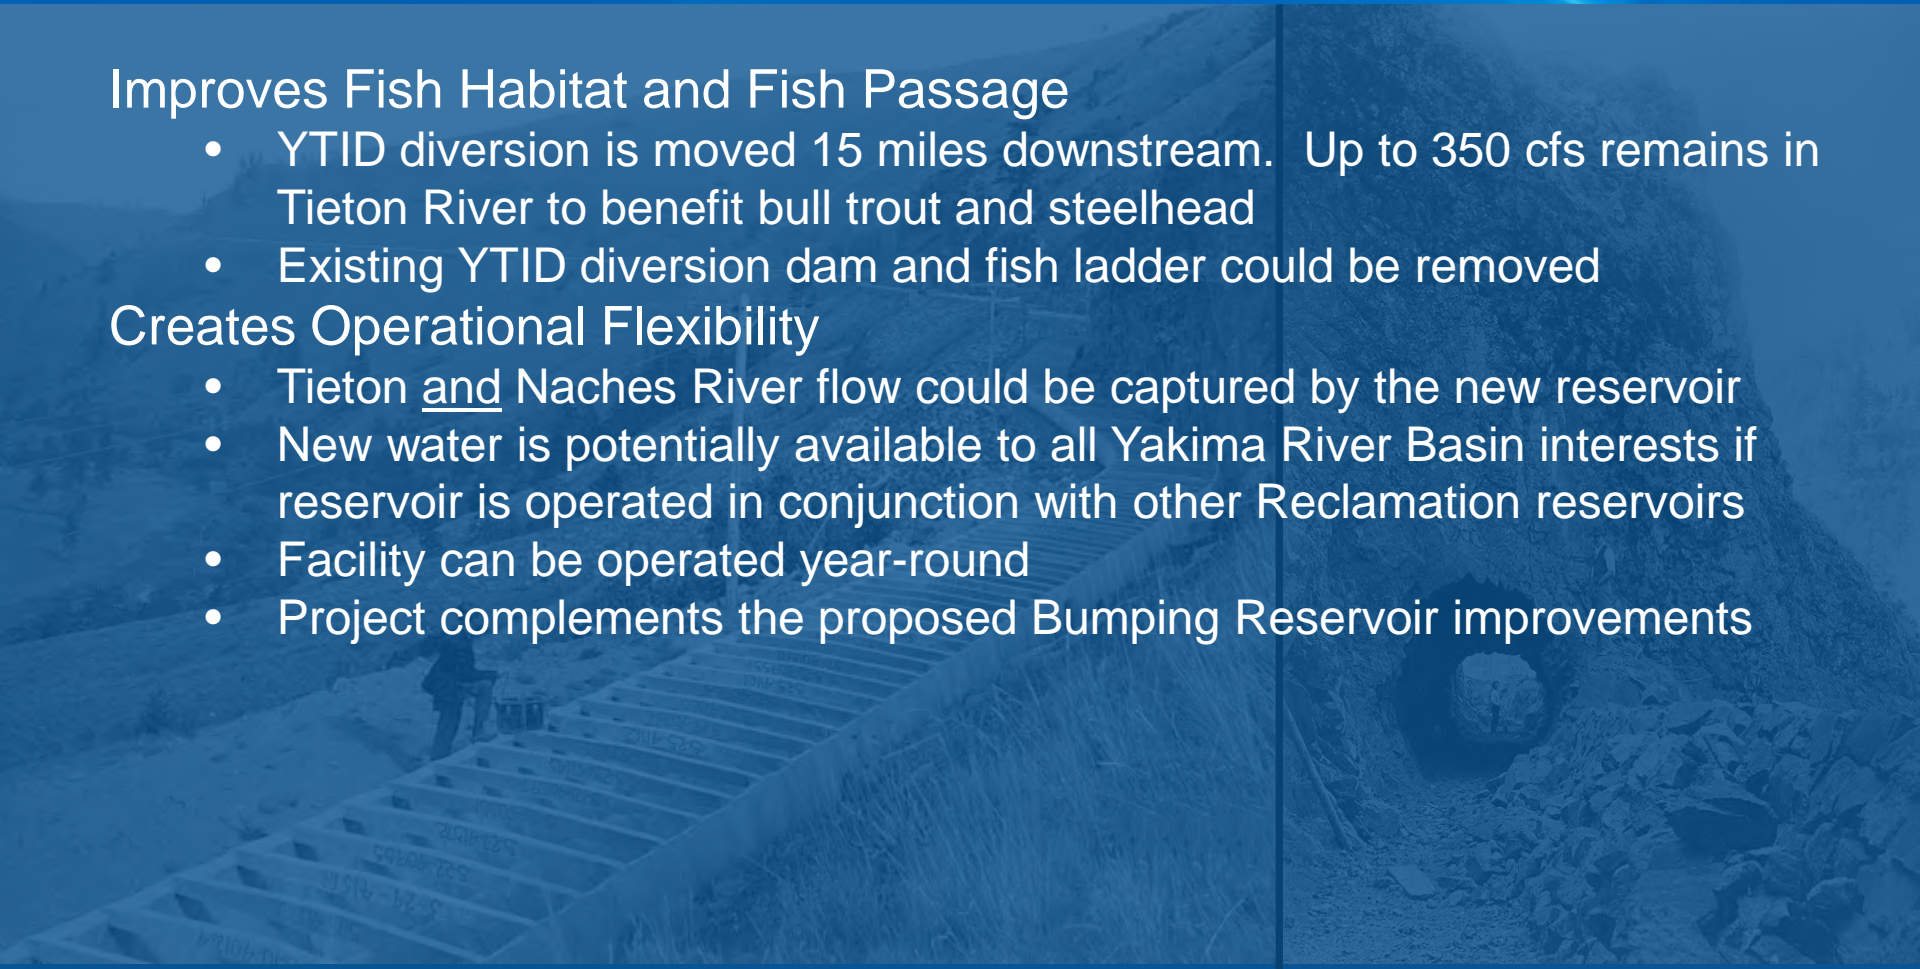 Improves Fish Habitat and Fish Passage
• YTID diversion is moved 15 miles downstream.  Up to 350 cfs remains in
Tieton River to benefit bull trout and steelhead
• Existing YTID diversion dam and fish ladder could be removed
Creates Operational Flexibility
• Tieton and Naches River flow could be captured by the new reservoir
• New water is potentially available to all Yakima River Basin interests if
reservoir is operated in conjunction with other Reclamation reservoirs
• Facility can be operated year-round
• Project complements the proposed Bumping Reservoir improvements